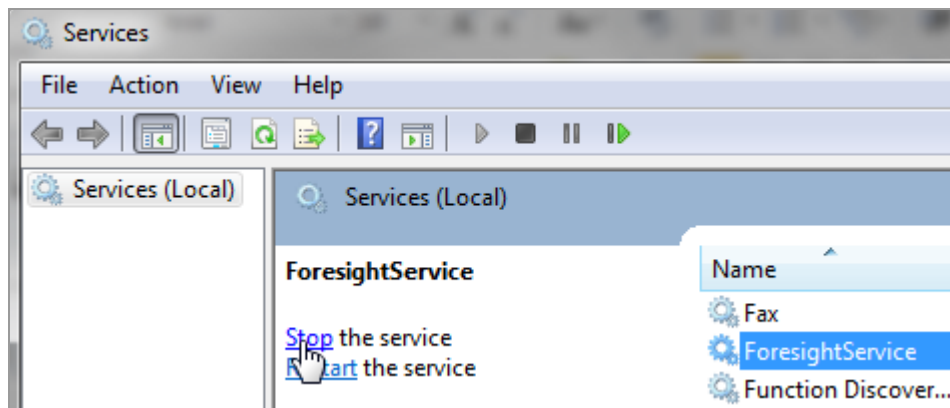 Services
File Action View Help
Services (Local)
Services (Local)
ForesightService
Stop the service
Restart the service
Name
Fax
ForesightService
Function Discover...